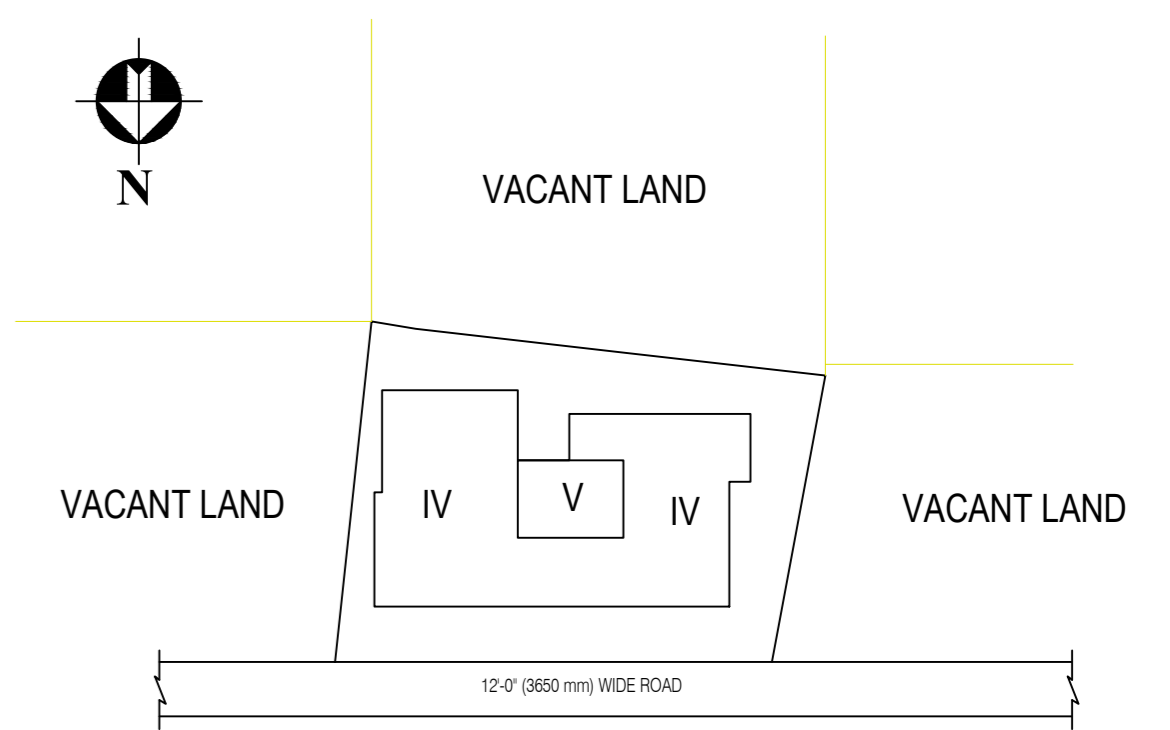 N
VACANT LAND
VACANT LAND
IV
V
IV
VACANT LAND
12'-0" (3650 mm) WIDE ROAD